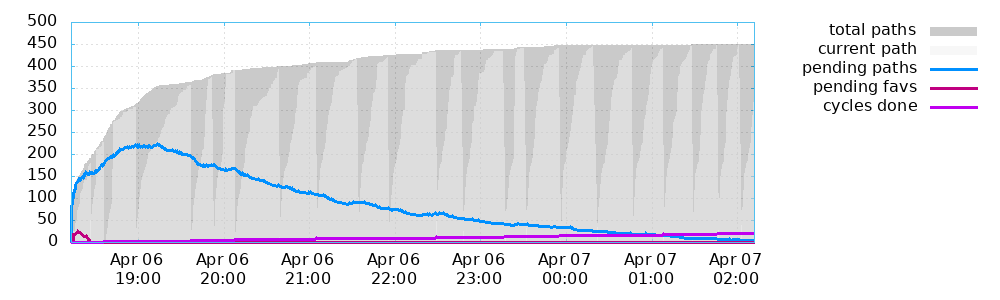 500
450
400
350
300
250
200
150
100
50
0
Apr 06 Apr 06 Apr 06 Apr 06 Apr 06 Apr 07 Apr 07 Apr 07
19:00 20:00 21:00 22:00 23:00 00:00 01:00 02:00
total paths
current path
pending paths
pending favs
cycles done